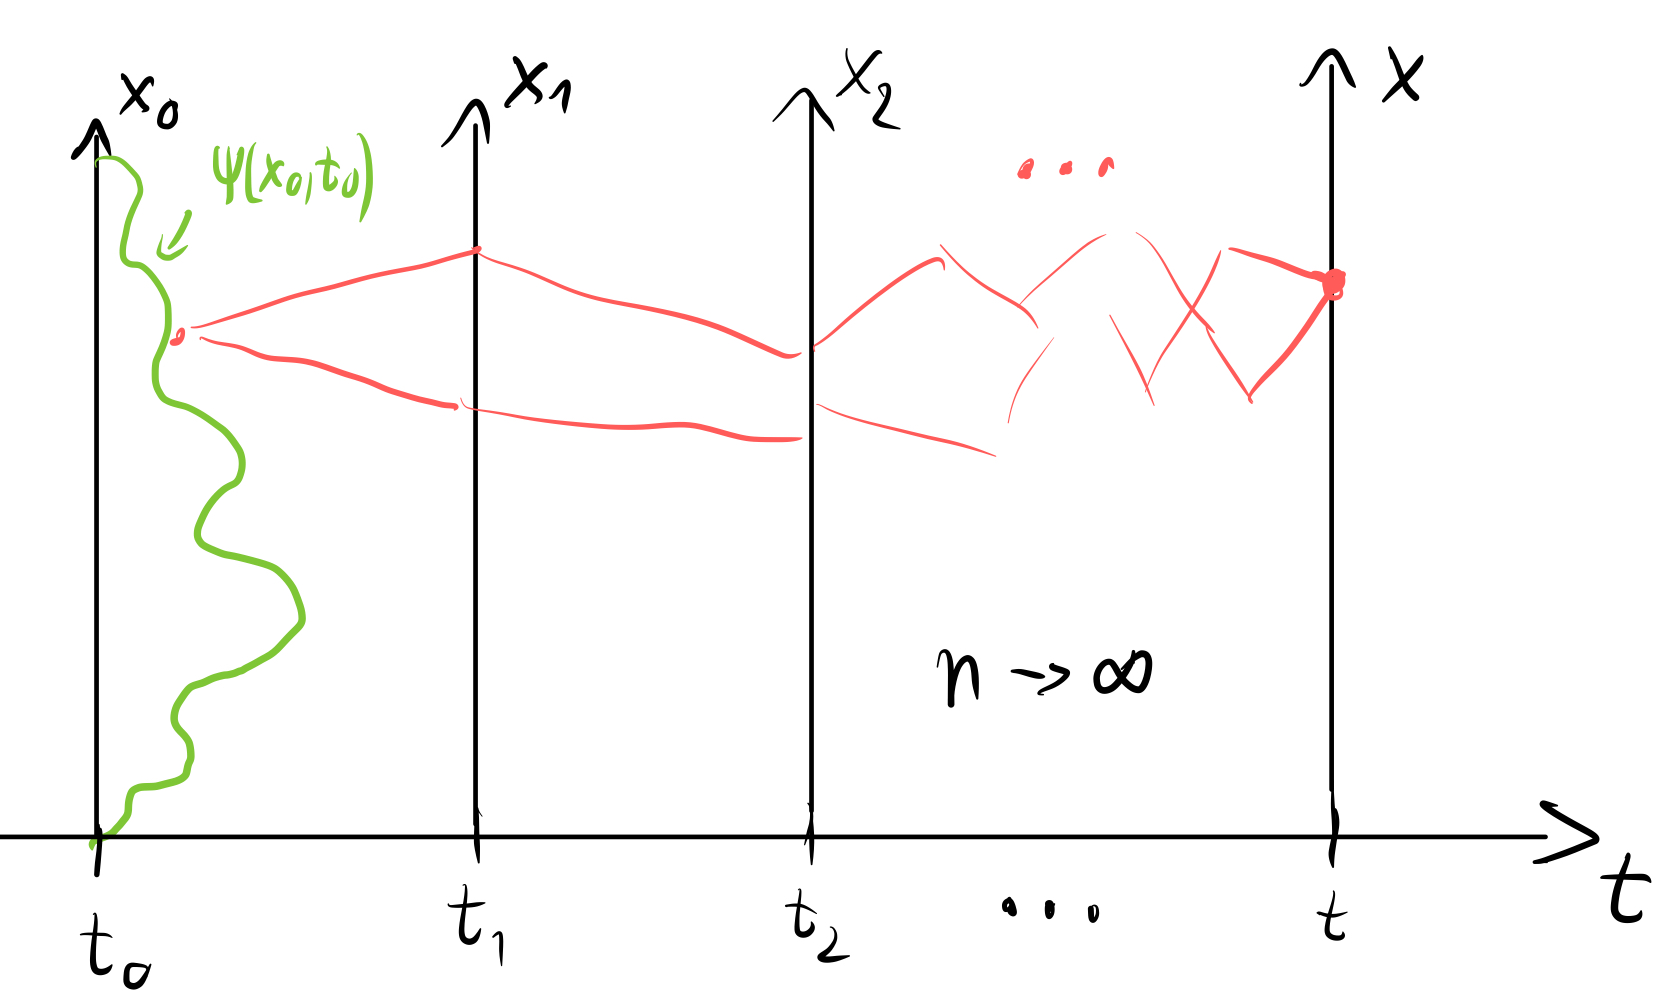 x₀ x₁ x₂ x
ψ(x₀,t₀)
...
n → ∞
t₀ t₁ t₂ ... t t